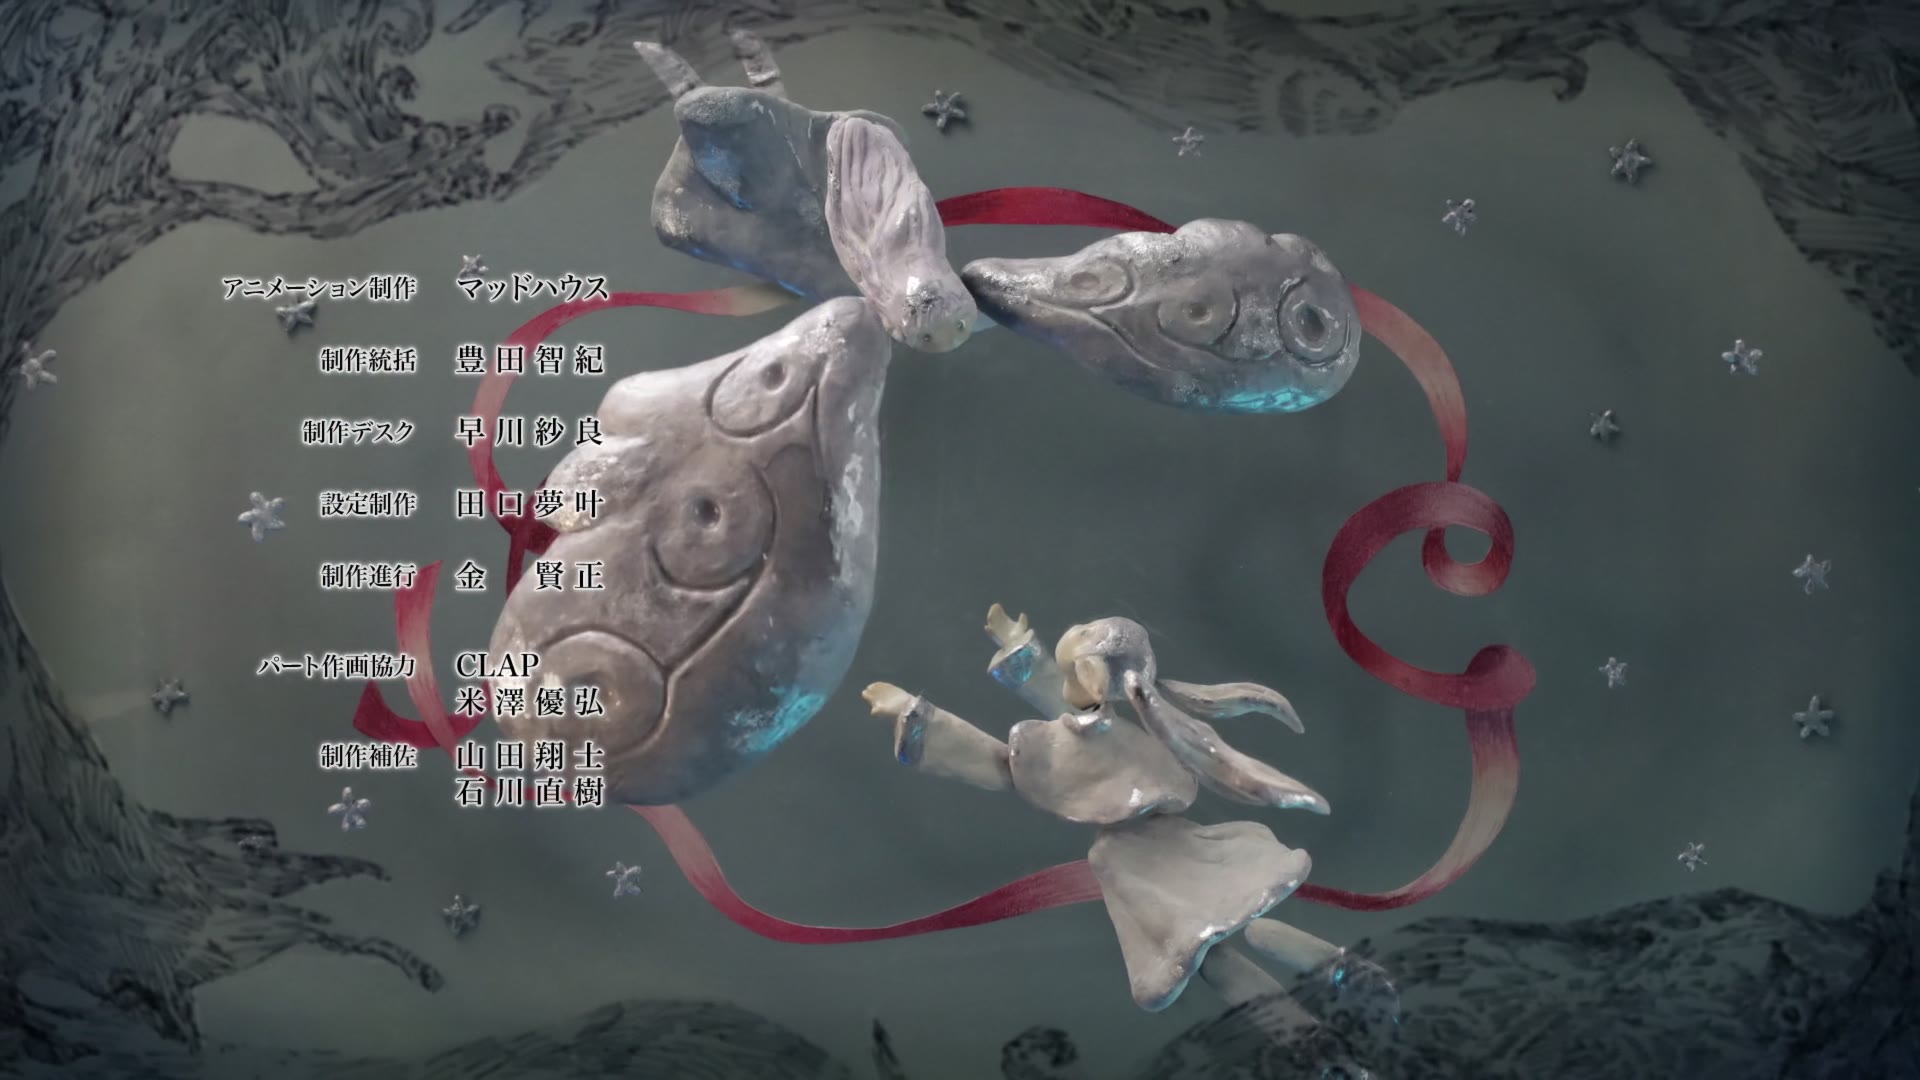 アニメーション制作 マッドハウス
制作統括 豊田智紀
制作デスク 早川紗良
設定制作 田口夢叶
制作進行 金 賢正
パート作画協力 CLAP
米澤優弘
制作補佐 山田翔士
石川直樹